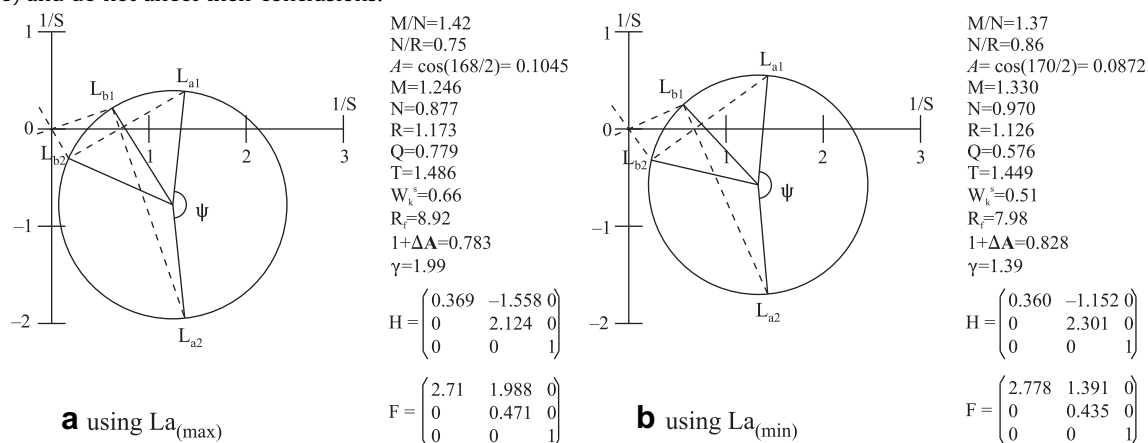 and do not affect their conclusions.
1/S
1
L_b1
L_a1
1/S
0
L_b2
1
2
3
ψ
–1
–2
L_a2
a using La(max)
M/N=1.42
N/R=0.75
A= cos(168/2)= 0.1045
M=1.246
N=0.877
R=1.173
Q=0.779
T=1.486
W_k^s=0.66
R_f=8.92
1+ΔA=0.783
γ=1.99
0.369 –1.558 0
H = 0 2.124 0
0 0 1
2.71 1.988 0
F = 0 0.471 0
0 0 1
1/S
1
L_b1
L_a1
1/S
0
L_b2
1
2
3
ψ
–1
–2
L_a2
b using La(min)
M/N=1.37
N/R=0.86
A= cos(170/2)= 0.0872
M=1.330
N=0.970
R=1.126
Q=0.576
T=1.449
W_k^s=0.51
R_f=7.98
1+ΔA=0.828
γ=1.39
0.360 –1.152 0
H = 0 2.301 0
0 0 1
2.778 1.391 0
F = 0 0.435 0
0 0 1